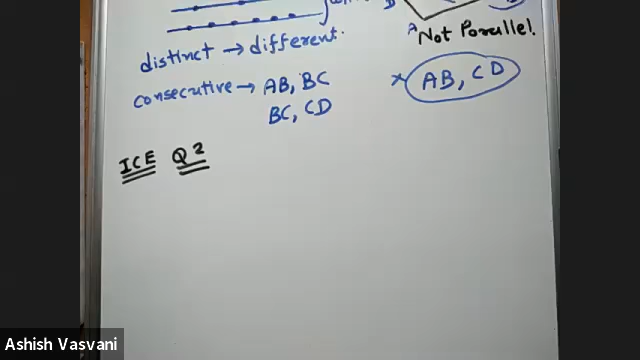 D
A
Not Parallel!
distinct → different.
consecutive → AB, BC
BC, CD
x AB, CD
ICE Q2
Ashish Vasvani